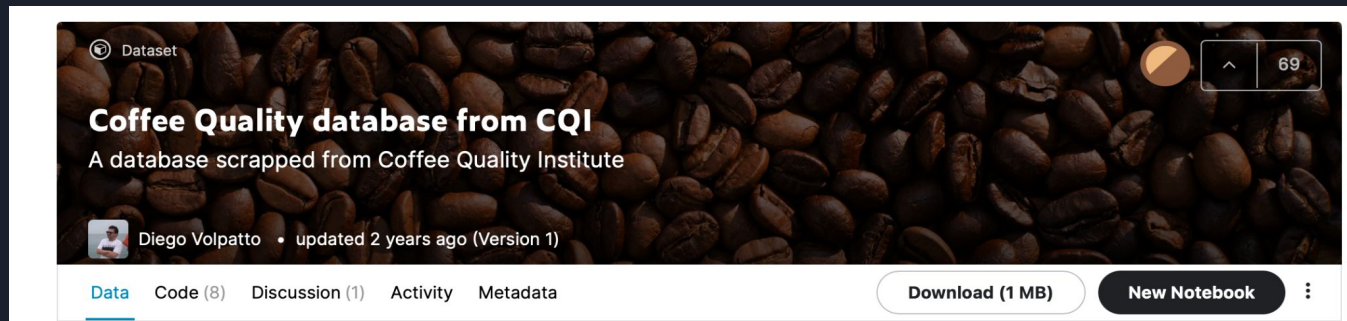 Dataset
69
Coffee Quality database from CQI
A database scrapped from Coffee Quality Institute
Diego Volpatto • updated 2 years ago (Version 1)
Data Code (8) Discussion (1) Activity Metadata Download (1 MB) New Notebook